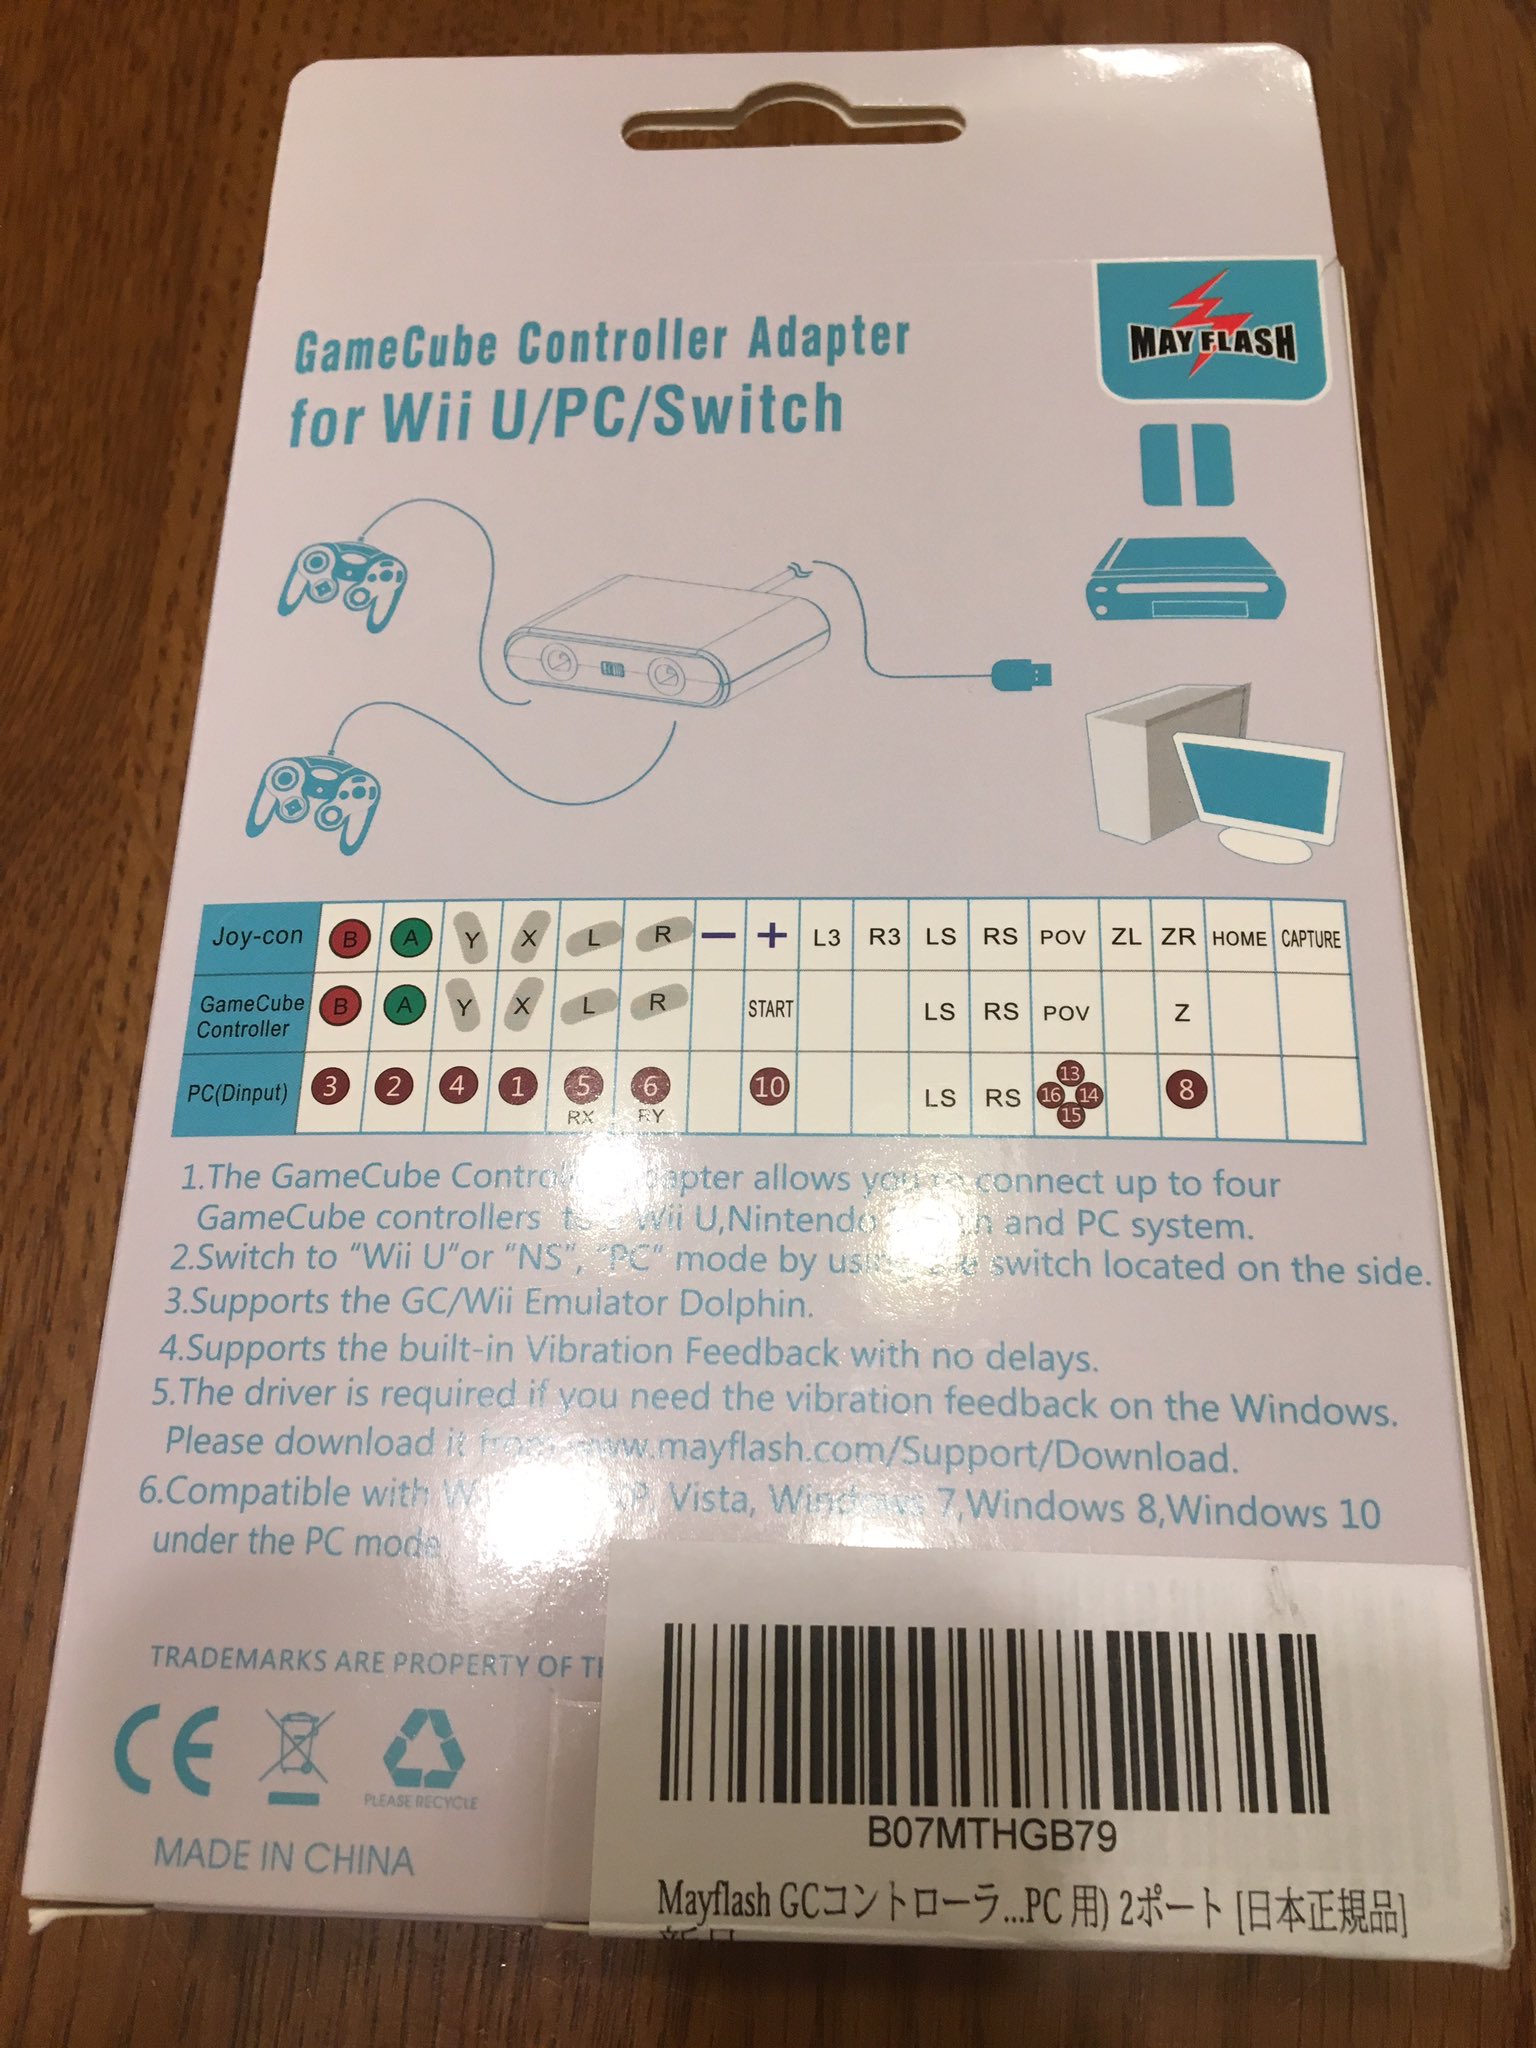 GameCube Controller Adapter
for Wii U/PC/Switch
MAYFLASH
Joy-con B A Y X L R − + L3 R3 LS RS POV ZL ZR HOME CAPTURE
GameCube Controller B A Y X L R START LS RS POV Z
PC(Dinput) 3 2 4 1 5 RX 6 RY 10 LS RS 13 16 14 15 8
1.The GameCube allows connect up to four
GameCube controllers Wii U,Nintendo and PC system.
2.Switch to “Wii U“or “NS”, “PC” mode by switch located on the side.
3.Supports the GC/Wii Emulator Dolphin.
4.Supports the built-in Vibration Feedback with no delays.
5.The driver is required if you need the vibration feedback on the Windows.
Please download it from www.mayflash.com/Support/Download.
6.Compatible with Vista, Windows 7,Windows 8,Windows 10
under the PC mode
TRADEMARKS ARE PROPERTY OF
CE
PLEASE RECYCLE
MADE IN CHINA
B07MTHGB79
Mayflash GCコントローラ...PC 用) 2ポート [日本正規品]